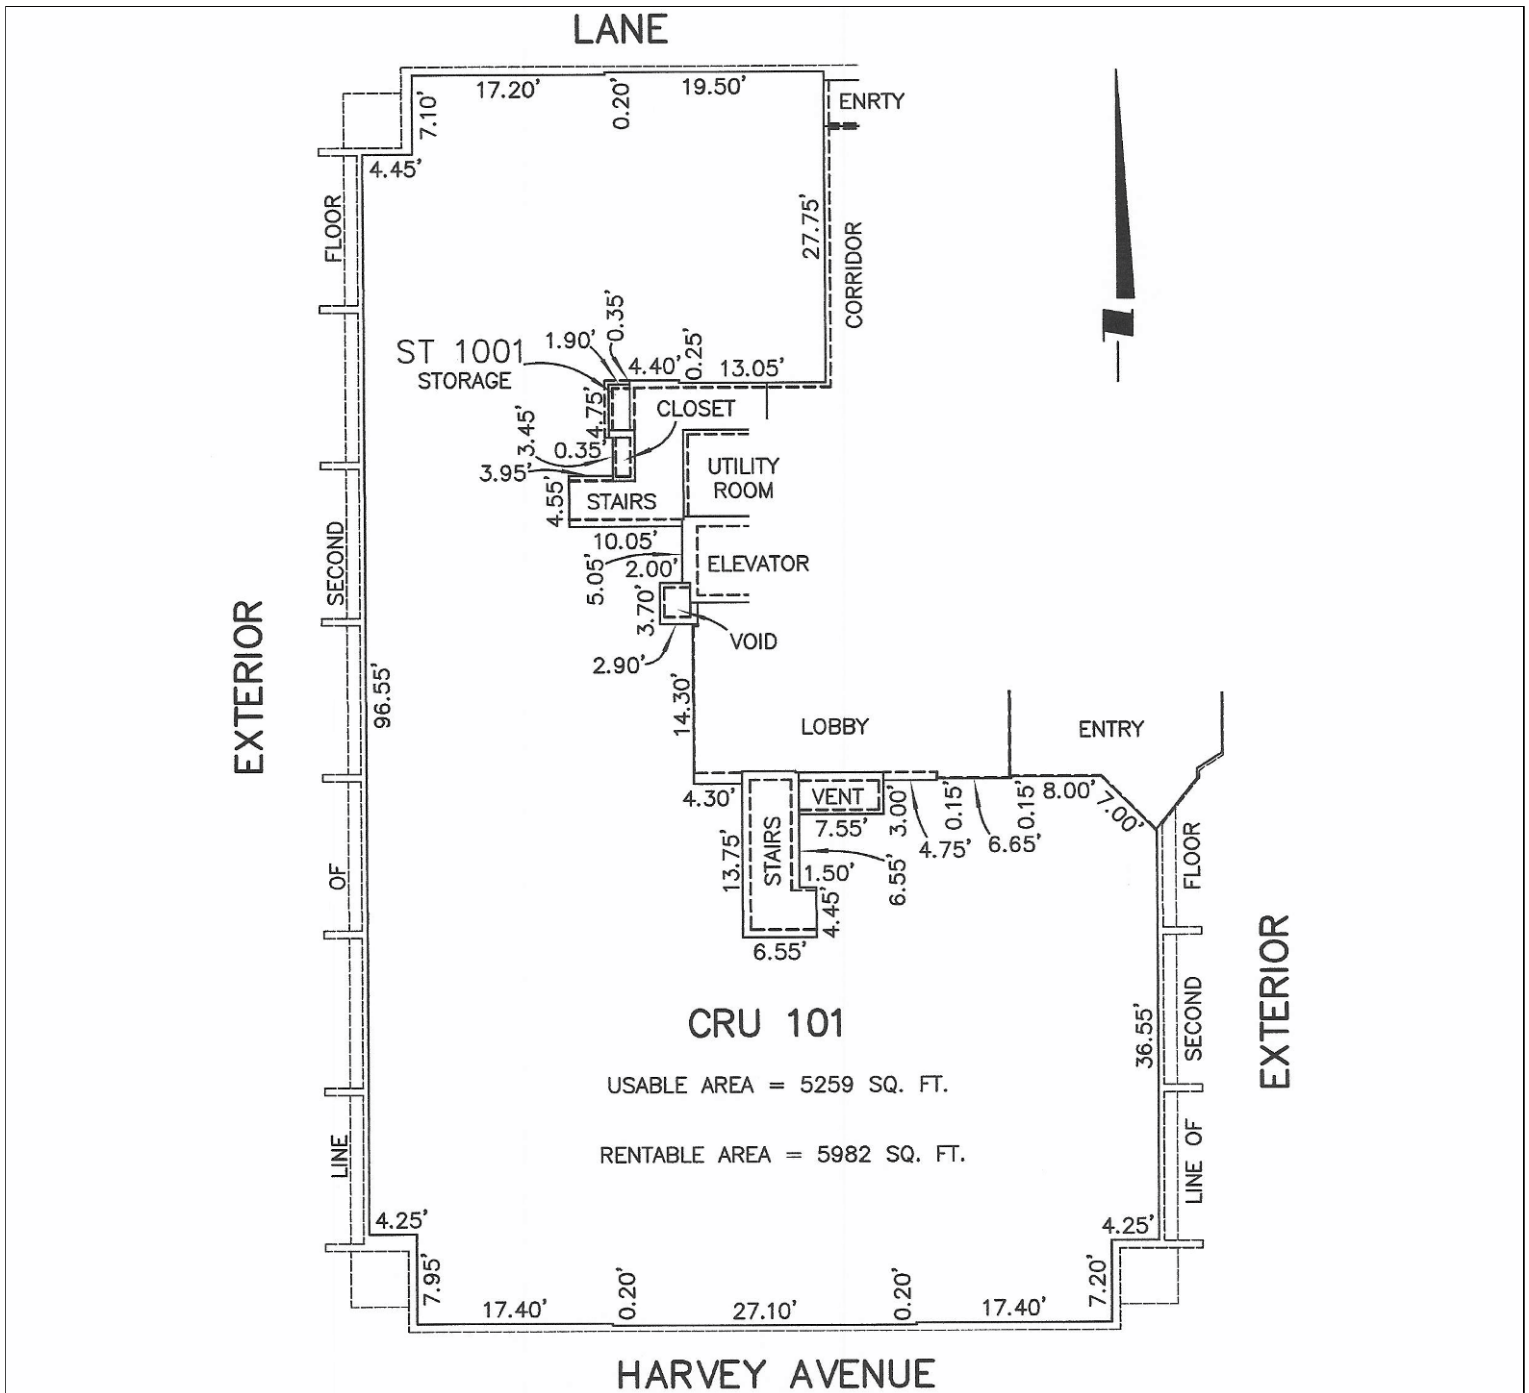 LANE
17.20'
0.20'
19.50'
ENRTY
7.10'
4.45'
FLOOR
27.75'
CORRIDOR
ST 1001
STORAGE
1.90'
0.35'
4.40'
0.25'
13.05'
4.75'
CLOSET
3.45'
0.35'
3.95'
UTILITY
ROOM
4.55'
STAIRS
10.05'
SECOND
5.05'
2.00'
ELEVATOR
3.70'
VOID
2.90'
EXTERIOR
96.55'
14.30'
LOBBY
ENTRY
4.30'
VENT
7.55'
3.00'
4.75'
0.15'
6.65'
0.15'
8.00'
7.00'
13.75'
STAIRS
1.50'
6.55'
4.45'
6.55'
OF
FLOOR
CRU 101
USABLE AREA = 5259 SQ. FT.
RENTABLE AREA = 5982 SQ. FT.
36.55'
SECOND
EXTERIOR
LINE
LINE OF
4.25'
4.25'
7.95'
17.40'
0.20'
27.10'
0.20'
17.40'
7.20'
HARVEY AVENUE